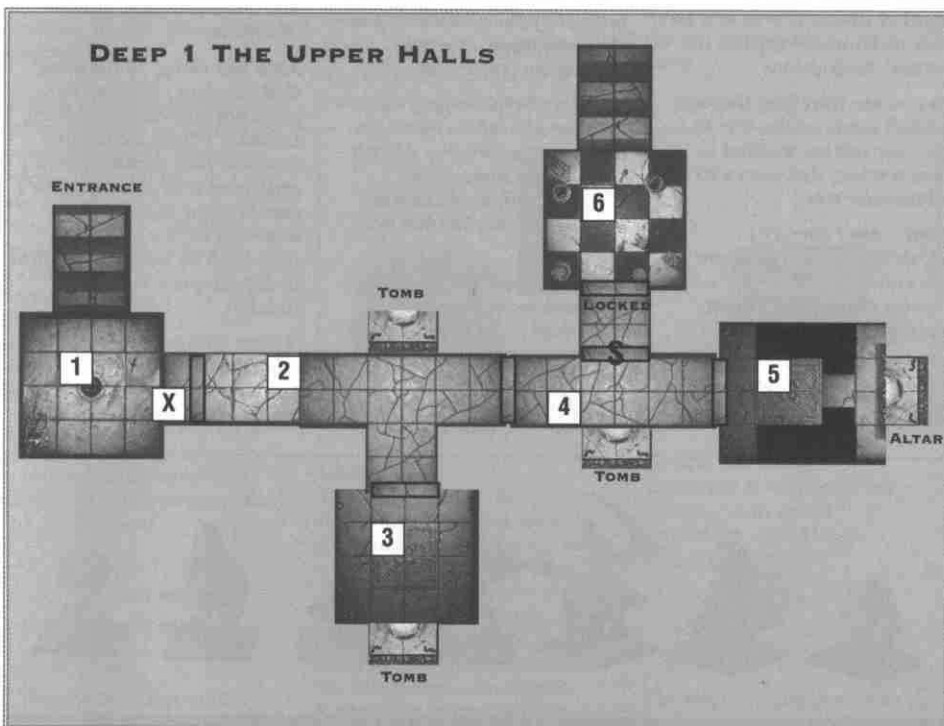 DEEP 1 THE UPPER HALLS
ENTRANCE
6
TOMB
LOCKED
S
1
2
5
X
4
ALTAR
TOMB
3
TOMB